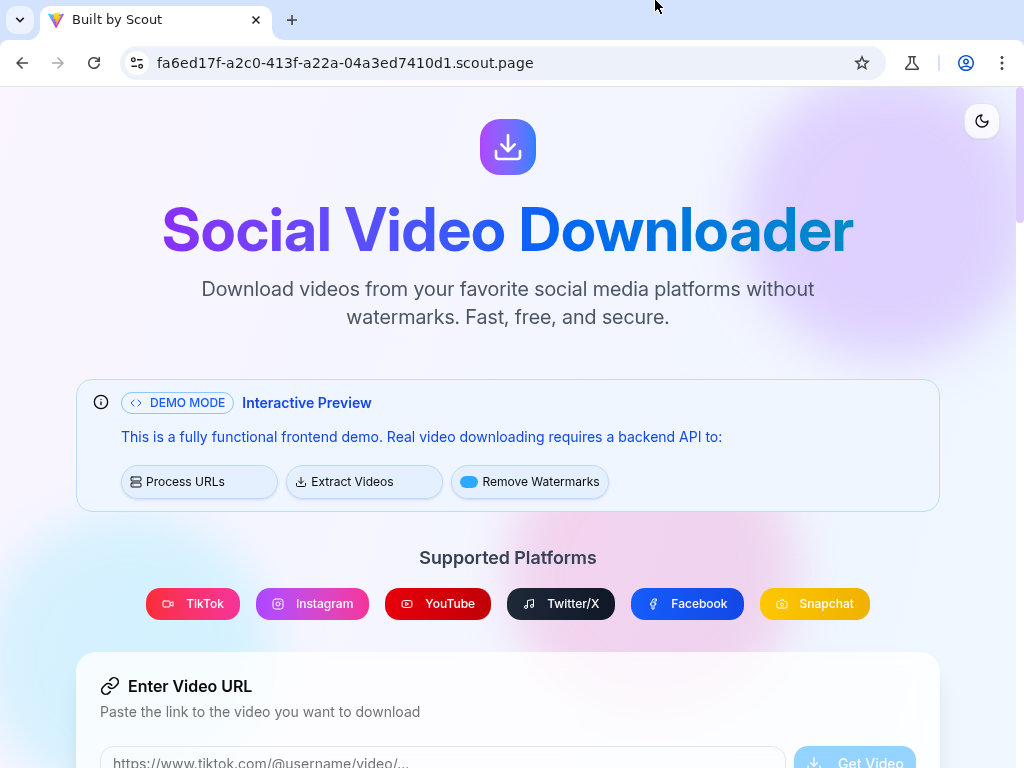 Built by Scout
fa6ed17f-a2c0-413f-a22a-04a3ed7410d1.scout.page
Social Video Downloader
Download videos from your favorite social media platforms without
watermarks. Fast, free, and secure.
DEMO MODE Interactive Preview
This is a fully functional frontend demo. Real video downloading requires a backend API to:
Process URLs Extract Videos Remove Watermarks
Supported Platforms
TikTok Instagram YouTube Twitter/X Facebook Snapchat
Enter Video URL
Paste the link to the video you want to download
https://www.tiktok.com/@username/video/... Get Video